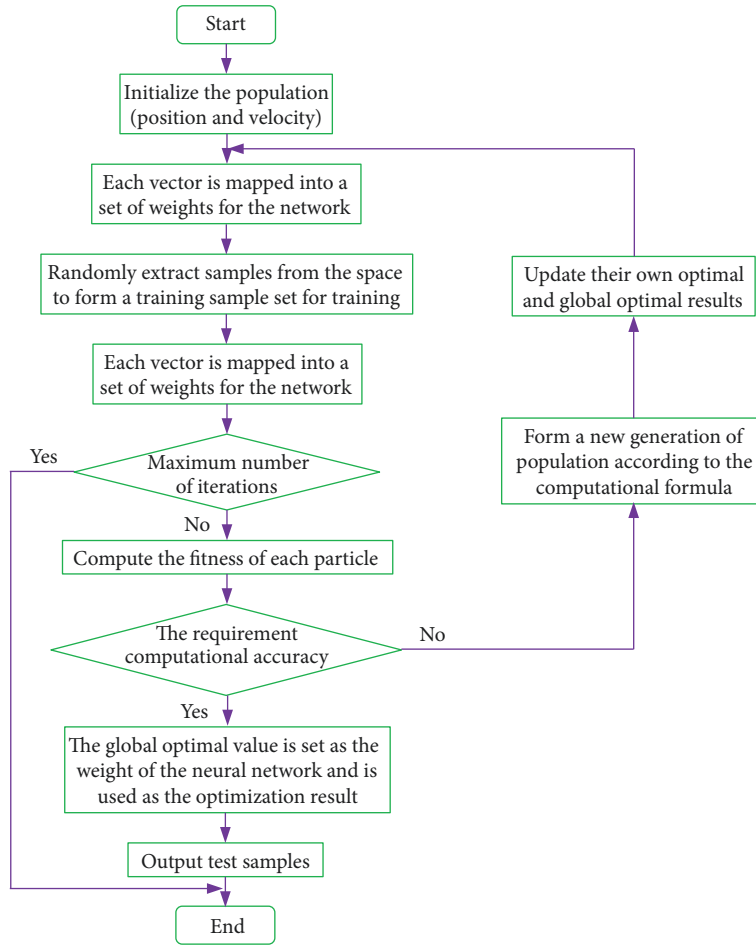 Start
Initialize the population
(position and velocity)
Each vector is mapped into a
set of weights for the network
Randomly extract samples from the space
to form a training sample set for training
Each vector is mapped into a
set of weights for the network
Yes
Maximum number
of iterations
No
Compute the fitness of each particle
The requirement
computational accuracy
No
Yes
The global optimal value is set as the
weight of the neural network and is
used as the optimization result
Output test samples
End
Update their own optimal
and global optimal results
Form a new generation of
population according to the
computational formula